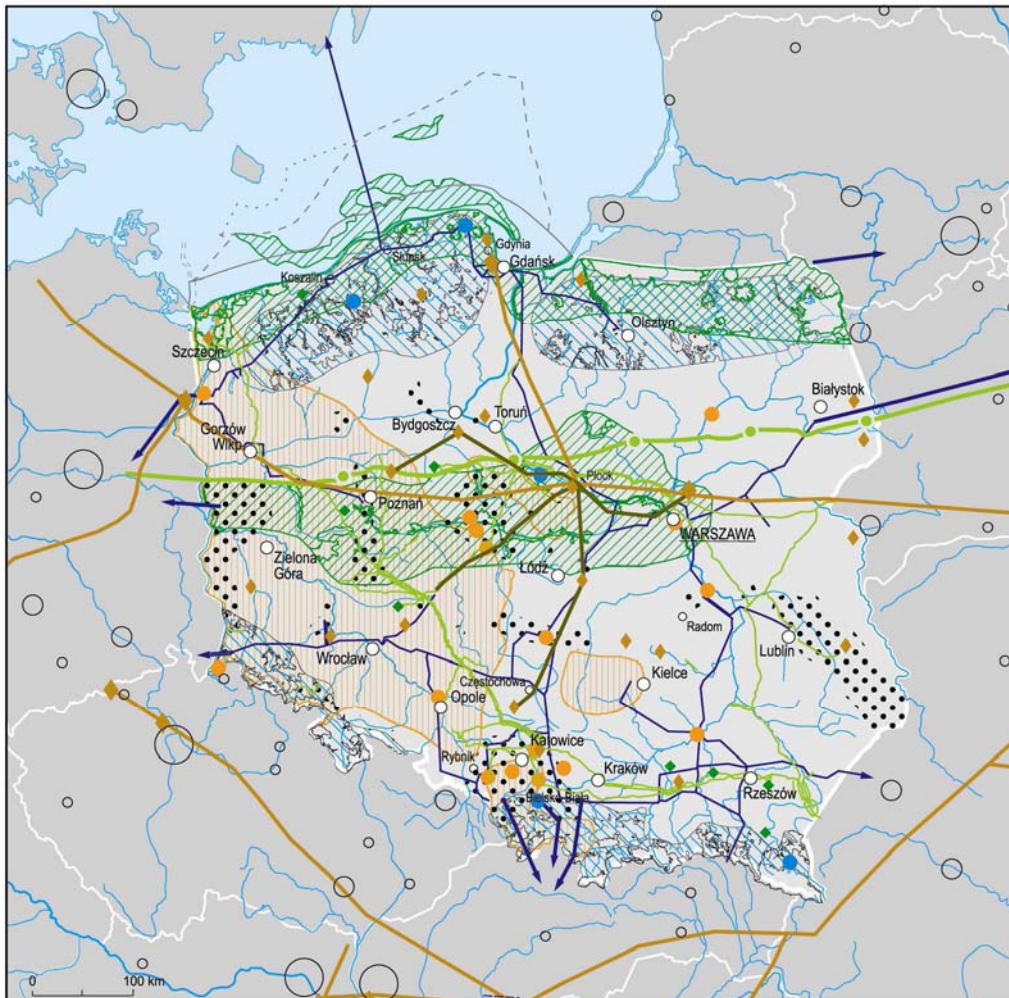 Gdynia
Gdańsk
Słupsk
Koszalin
Olsztyn
Szczecin
Białystok
Toruń
Bydgoszcz
Gorzów
Wlkp.
Płock
Poznań
WARSZAWA
Zielona
Góra
Łódź
Radom
Lublin
Wrocław
Kielce
Częstochowa
Opole
Katowice
Rybnik
Kraków
Rzeszów
Bielsko-Biała
0 100 km